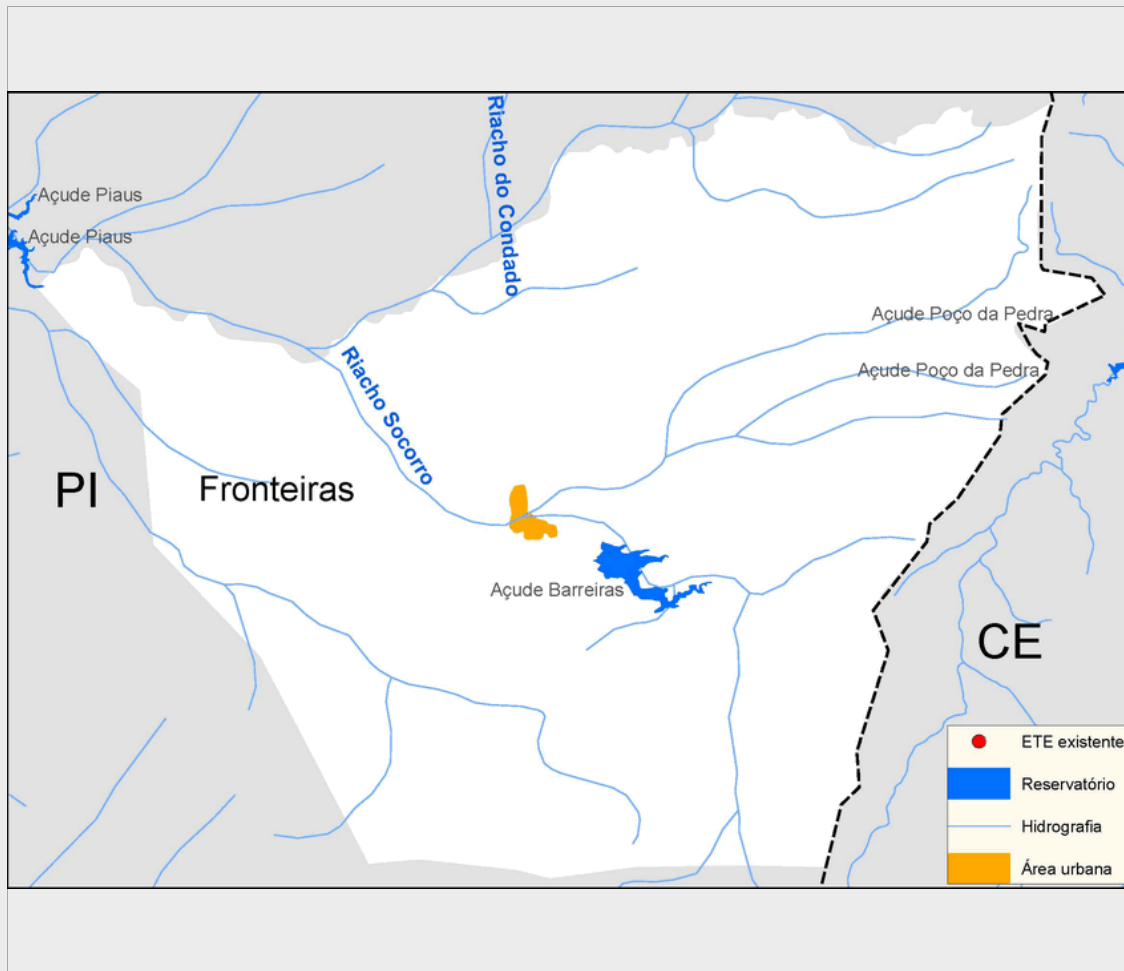 Riacho do Condado
Açude Piaus
Açude Piaus
Açude Poço da Pedra
Riacho Socorro
Açude Poço da Pedra
PI
Fronteiras
Açude Barreiras
CE
ETE existente
Reservatório
Hidrografia
Área urbana